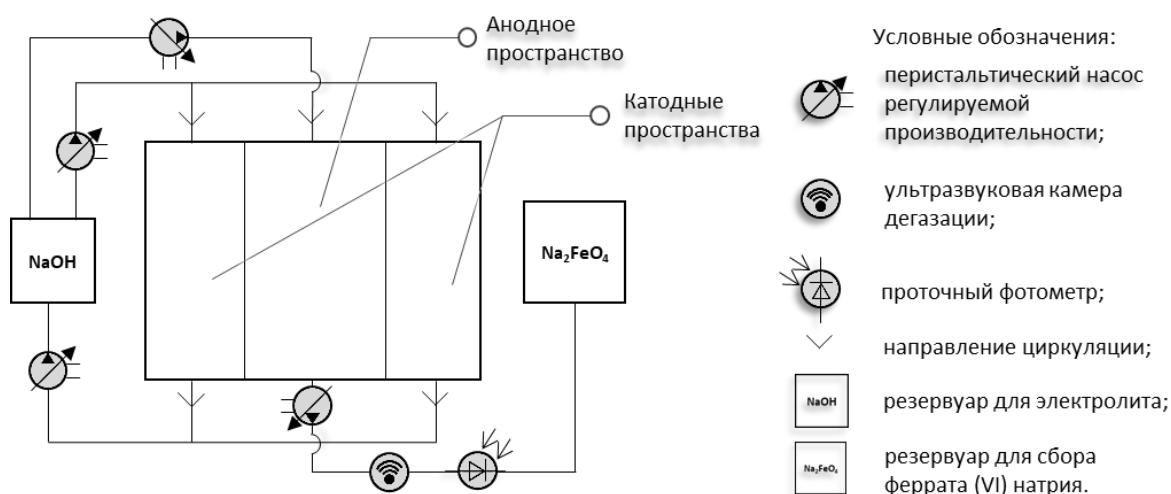 Анодное
пространство
Катодные
пространства
NaOH
Na₂FeO₄
Условные обозначения:
перистальтический насос
регулируемой
производительности;
ультразвуковая камера
дегазации;
проточный фотометр;
направление циркуляции;
NaOH
резервуар для электролита;
Na₂FeO₄
резервуар для сбора
феррата (VI) натрия.